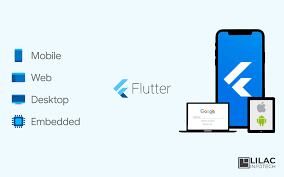 Mobile
Web
Desktop
Embedded
Flutter
Google
LILAC
INFOTECH